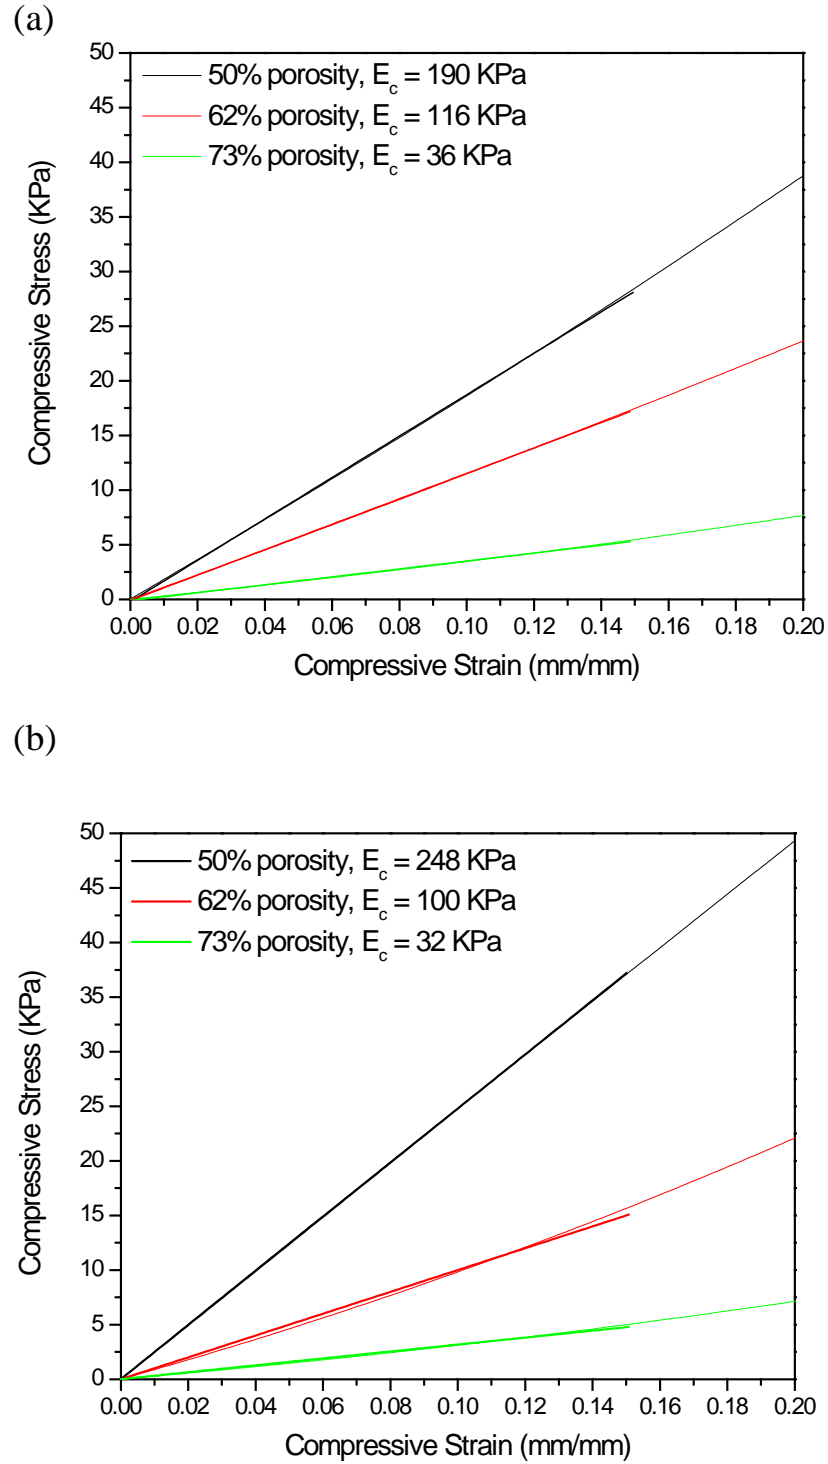 (a)
50
45
40
35
30
25
20
15
10
5
0
Compressive Stress (KPa)
50% porosity, E_c = 190 KPa
62% porosity, E_c = 116 KPa
73% porosity, E_c = 36 KPa
0.00 0.02 0.04 0.06 0.08 0.10 0.12 0.14 0.16 0.18 0.20
Compressive Strain (mm/mm)
(b)
50
45
40
35
30
25
20
15
10
5
0
Compressive Stress (KPa)
50% porosity, E_c = 248 KPa
62% porosity, E_c = 100 KPa
73% porosity, E_c = 32 KPa
0.00 0.02 0.04 0.06 0.08 0.10 0.12 0.14 0.16 0.18 0.20
Compressive Strain (mm/mm)